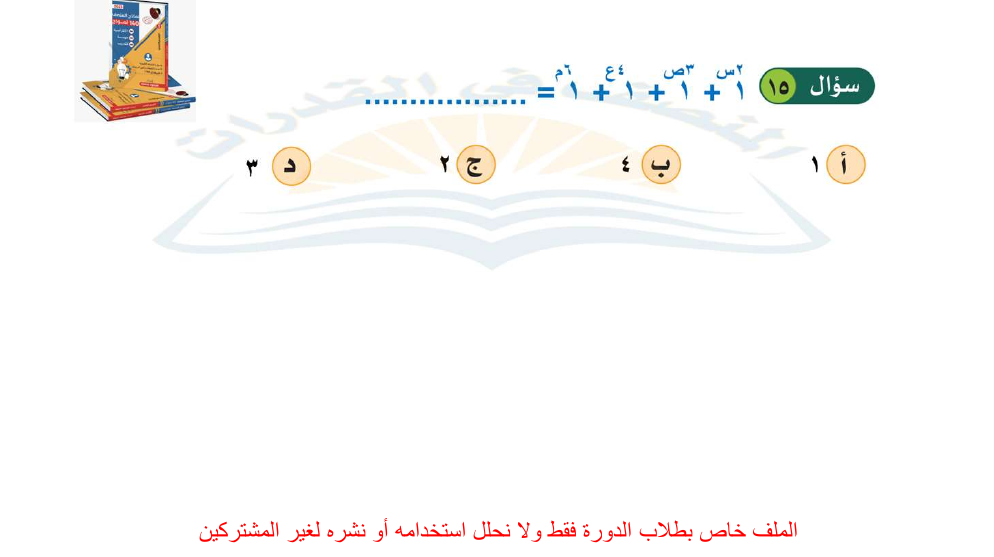 سؤال ١٥ ١^٢س + ١^٣ص + ١^٤ع + ١^٦م = ..................
أ ١ ب ٤ ج ٢ د ٣
الملف خاص بطلاب الدورة فقط ولا نحلل استخدامه أو نشره لغير المشتركين